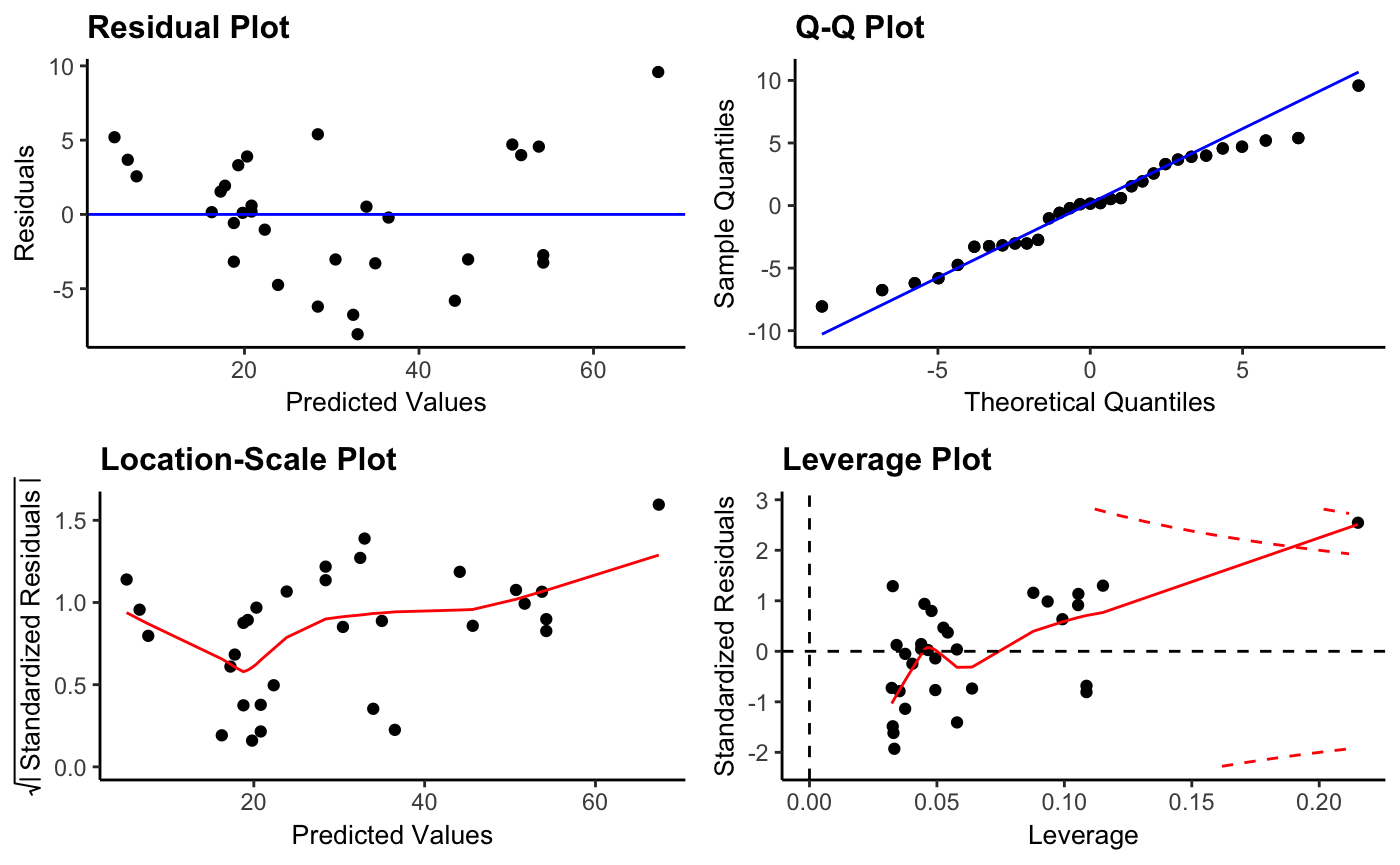 Residual Plot
10
5
0
-5
Residuals
20 40 60
Predicted Values
Q-Q Plot
10
5
0
-5
-10
Sample Quantiles
-5 0 5
Theoretical Quantiles
Location-Scale Plot
1.5
1.0
0.5
0.0
√| Standardized Residuals |
20 40 60
Predicted Values
Leverage Plot
3
2
1
0
-1
-2
Standardized Residuals
0.00 0.05 0.10 0.15 0.20
Leverage